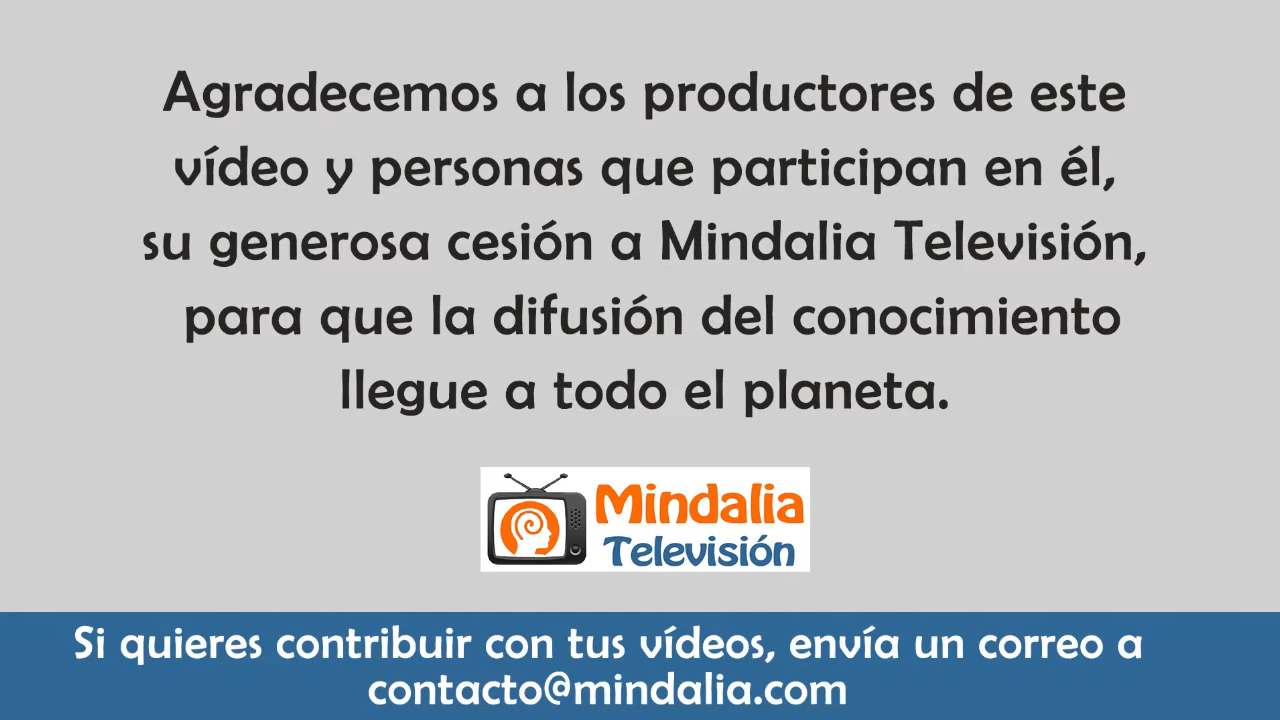 Agradecemos a los productores de este
vídeo y personas que participan en él,
su generosa cesión a Mindalia Televisión,
para que la difusión del conocimiento
llegue a todo el planeta.
Mindalia
Televisión
Si quieres contribuir con tus vídeos, envía un correo a
contacto@mindalia.com